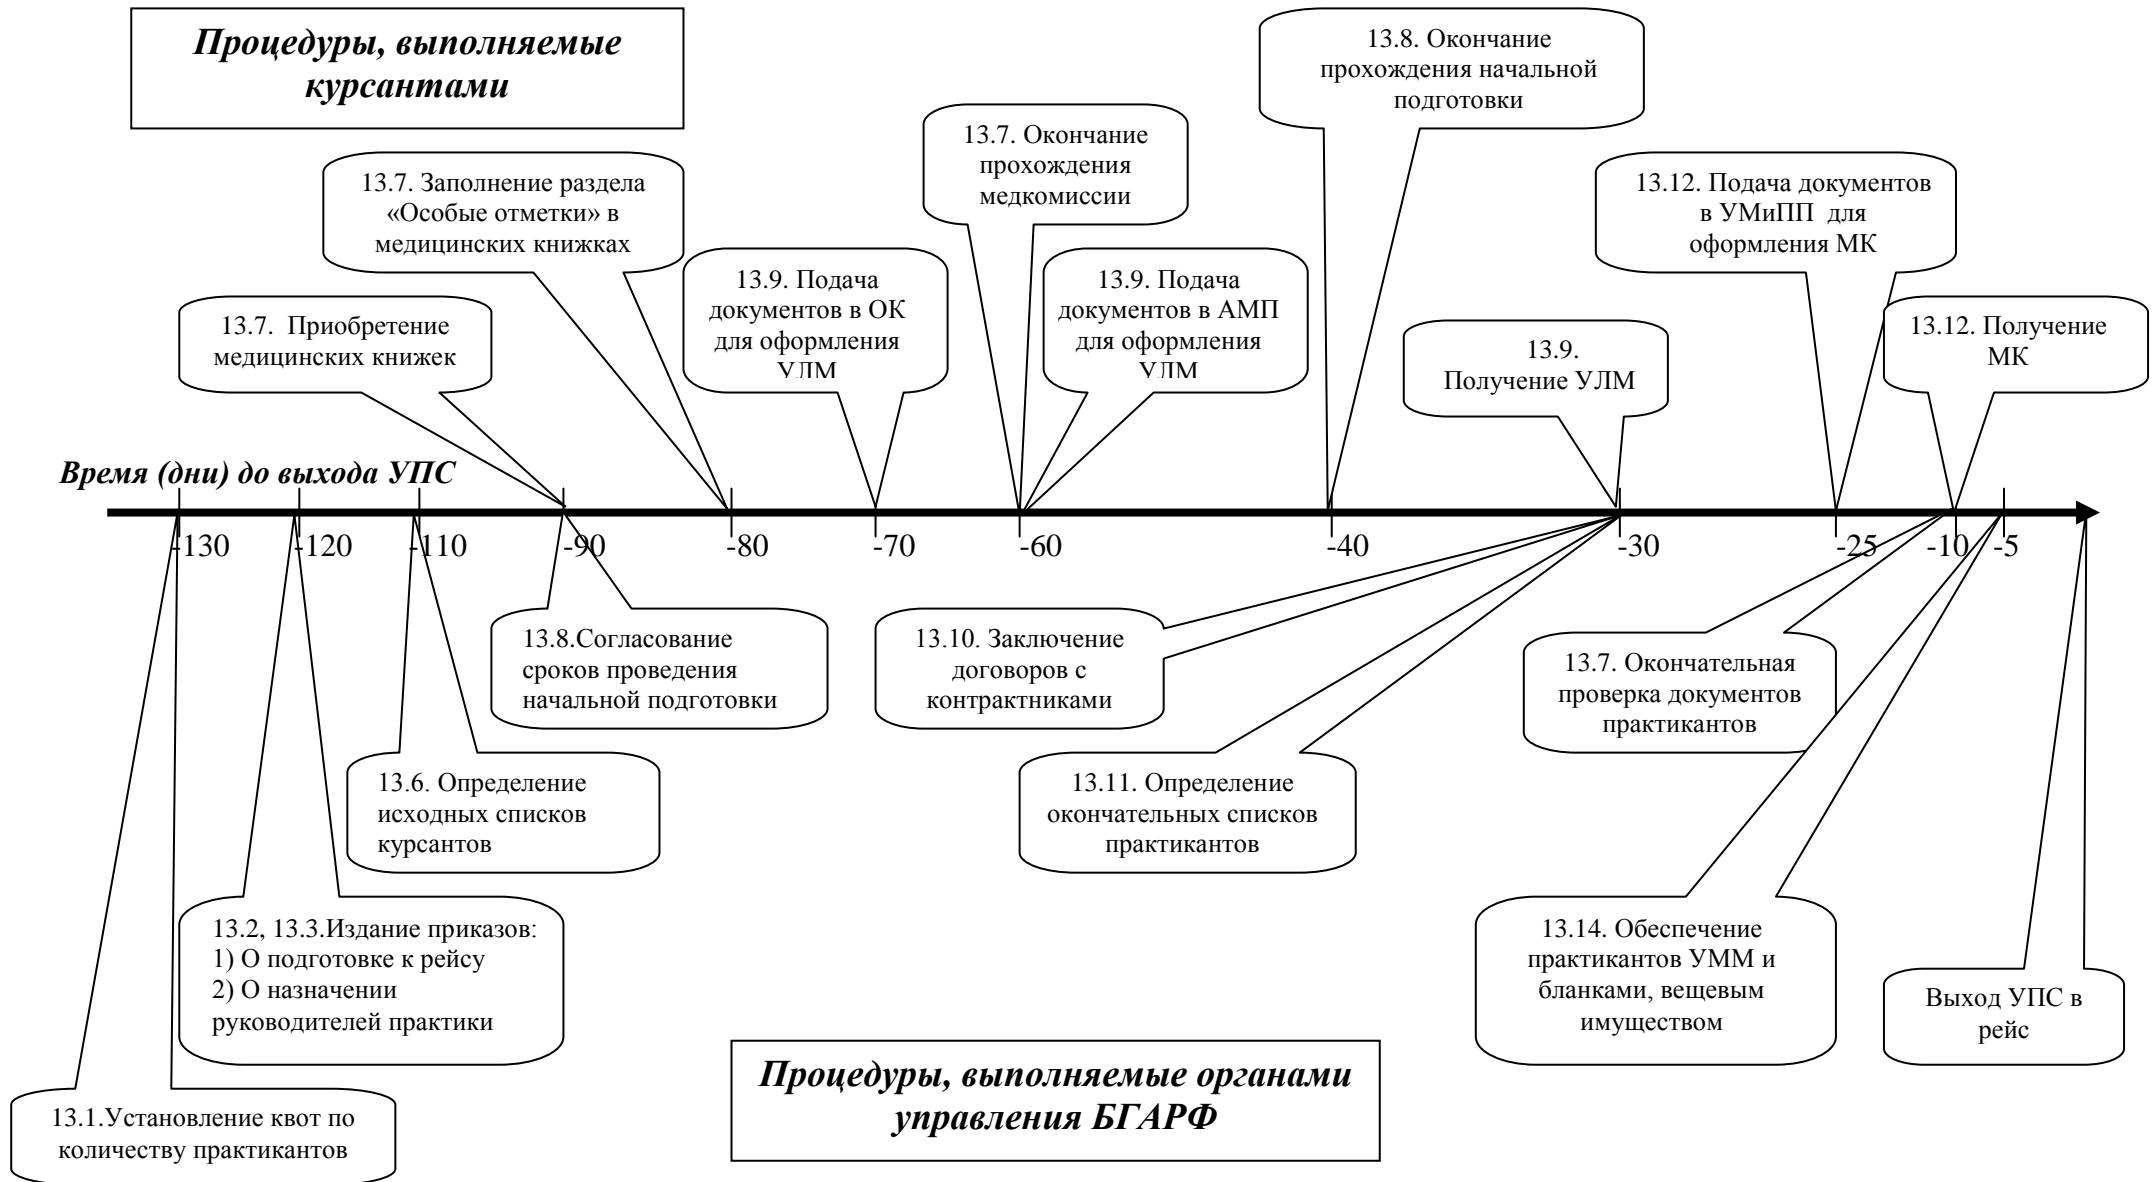 Процедуры, выполняемые
курсантами
13.8. Окончание
прохождения начальной
подготовки
13.7. Окончание
прохождения
медкомиссии
13.7. Заполнение раздела
«Особые отметки» в
медицинских книжках
13.12. Подача документов
в УМиПП для
оформления МК
13.9. Подача
документов в ОК
для оформления
УЛМ
13.9. Подача
документов в АМП
для оформления
УЛМ
13.7. Приобретение
медицинских книжек
13.9.
Получение УЛМ
13.12. Получение
МК
Время (дни) до выхода УПС
-130
-120
-110
-90
-80
-70
-60
-40
-30
-25
-10
-5
13.8.Согласование
сроков проведения
начальной подготовки
13.10. Заключение
договоров с
контрактниками
13.7. Окончательная
проверка документов
практикантов
13.6. Определение
исходных списков
курсантов
13.11. Определение
окончательных списков
практикантов
13.2, 13.3.Издание приказов:
1) О подготовке к рейсу
2) О назначении
руководителей практики
13.14. Обеспечение
практикантов УММ и
бланками, вещевым
имуществом
Выход УПС в
рейс
Процедуры, выполняемые органами
управления БГАРФ
13.1.Установление квот по
количеству практикантов